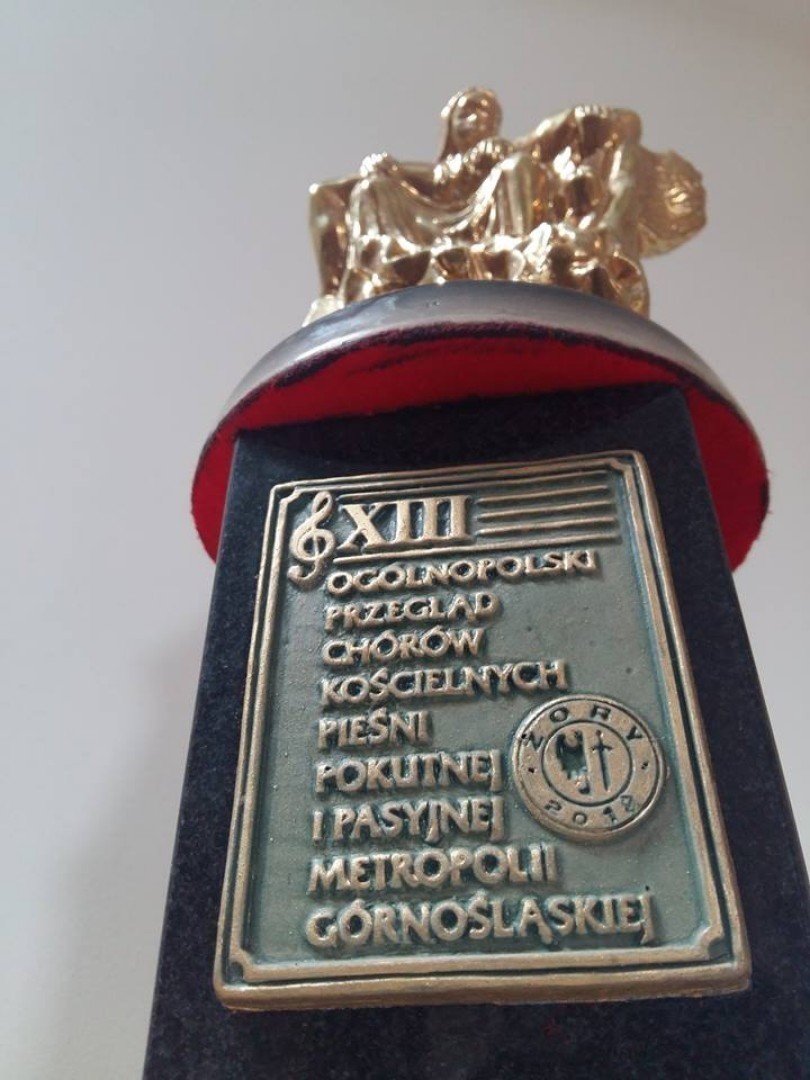 XIII
OGÓLNOPOLSKI
PRZEGLĄD
CHÓRÓW
KOŚCIELNYCH
PIEŚNI
POKUTNEJ
I PASYJNEJ
METROPOLII
GÓRNOŚLĄSKIEJ
ŻORY
2012